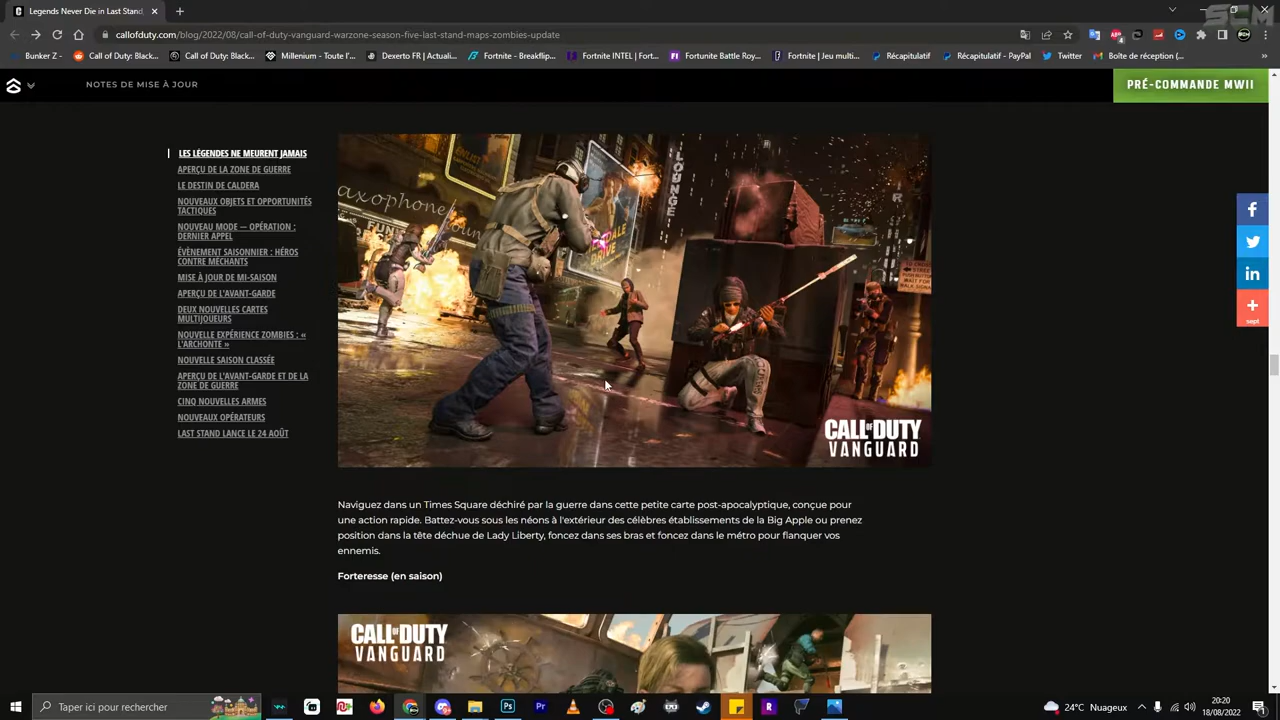 Legends Never Die in Last Stand,
callofduty.com/blog/2022/08/call-of-duty-vanguard-warzone-season-five-last-stand-maps-zombies-update
Bunker Z -
Call of Duty: Black...
Call of Duty: Black...
Millenium - Toute l'i...
Dexerto FR | Actuali...
Fortnite INTEL | Fort...
Fortunite Battle Roy...
Fortnite | Jeu multi...
Récapitulatif
Récapitulatif - PayPal
Twitter
Boîte de réception (...
NOTES DE MISE À JOUR
PRÉ-COMMANDE MWII
LES LÉGENDES NE MEURENT JAMAIS
APERÇU DE LA ZONE DE GUERRE
LE DESTIN DE CALDERA
NOUVEAUX OBJETS ET OPPORTUNITÉS
TACTIQUES
NOUVEAU MODE — OPÉRATION :
DERNIER APPEL
ÉVÈNEMENT SAISONNIER : HÉROS
CONTRE MÉCHANTS
MISE À JOUR DE MI-SAISON
APERÇU DE L'AVANT-GARDE
DEUX NOUVELLES CARTES
MULTIJOUEURS
NOUVELLE EXPÉRIENCE ZOMBIES : «
L'ARCHONTE »
NOUVELLE SAISON CLASSÉE
APERÇU DE L'AVANT-GARDE ET DE LA
ZONE DE GUERRE
CINQ NOUVELLES ARMES
NOUVEAUX OPÉRATEURS
LAST STAND LANCE LE 24 AOÛT
ENLIST
LOUNGE
CALL OF DUTY
VANGUARD
sept
Naviguez dans un Times Square déchiré par la guerre dans cette petite carte post-apocalyptique, conçue pour
une action rapide. Battez-vous sous les néons à l'extérieur des célèbres établissements de la Big Apple ou prenez
position dans la tête déchue de Lady Liberty, foncez dans ses bras et foncez dans le métro pour flanquer vos
ennemis.
Forteresse (en saison)
CALL OF DUTY
VANGUARD
Taper ici pour rechercher
24°C Nuageux
20:20
18/08/2022